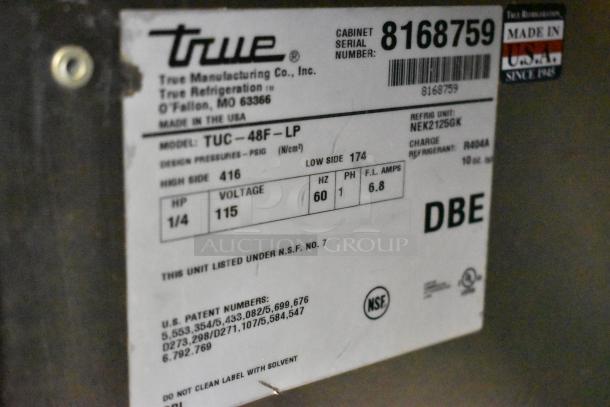 true®
CABINET SERIAL NUMBER: 8168759
True Manufacturing Co., Inc.
True Refrigeration ™
O'Fallon, MO 63366
MADE IN THE USA
8168759
TRUE REFRIGERATION
MADE IN
U.S.A.
SINCE 1945
MODEL: TUC-48F-LP
REFRIG UNIT: NEK2125GK
DESIGN PRESSURES-PSIG (N/cm²)
HIGH SIDE 416 LOW SIDE 174
CHARGE REFRIGERANT: R404A
10 oz.
HP VOLTAGE HZ PH F.L. AMPS
1/4 115 60 1 6.8
DBE
AUCTION GROUP
THIS UNIT LISTED UNDER N.S.F. NO. 7
NSF
UL
U.S. PATENT NUMBERS:
5,553,354/5,433,082/5,699,676
D273,298/D271,107/5,584,547
6,792,769
DO NOT CLEAN LABEL WITH SOLVENT